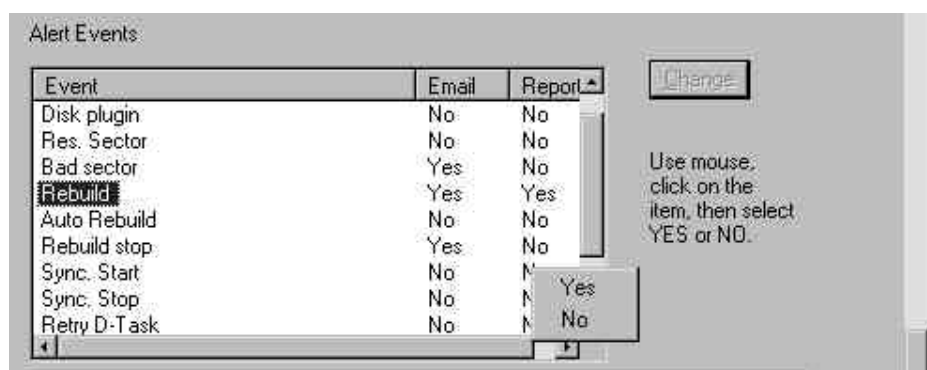 Alert Events
Event Email Report
Change
Disk plugin No No
Res. Sector No No
Bad sector Yes No
Rebuild Yes Yes
Auto Rebuild No No
Rebuild stop Yes No
Sync. Start No N
Sync. Stop No N
Retry D-Task No N
Yes
No
Use mouse,
click on the
item, then select
YES or NO.